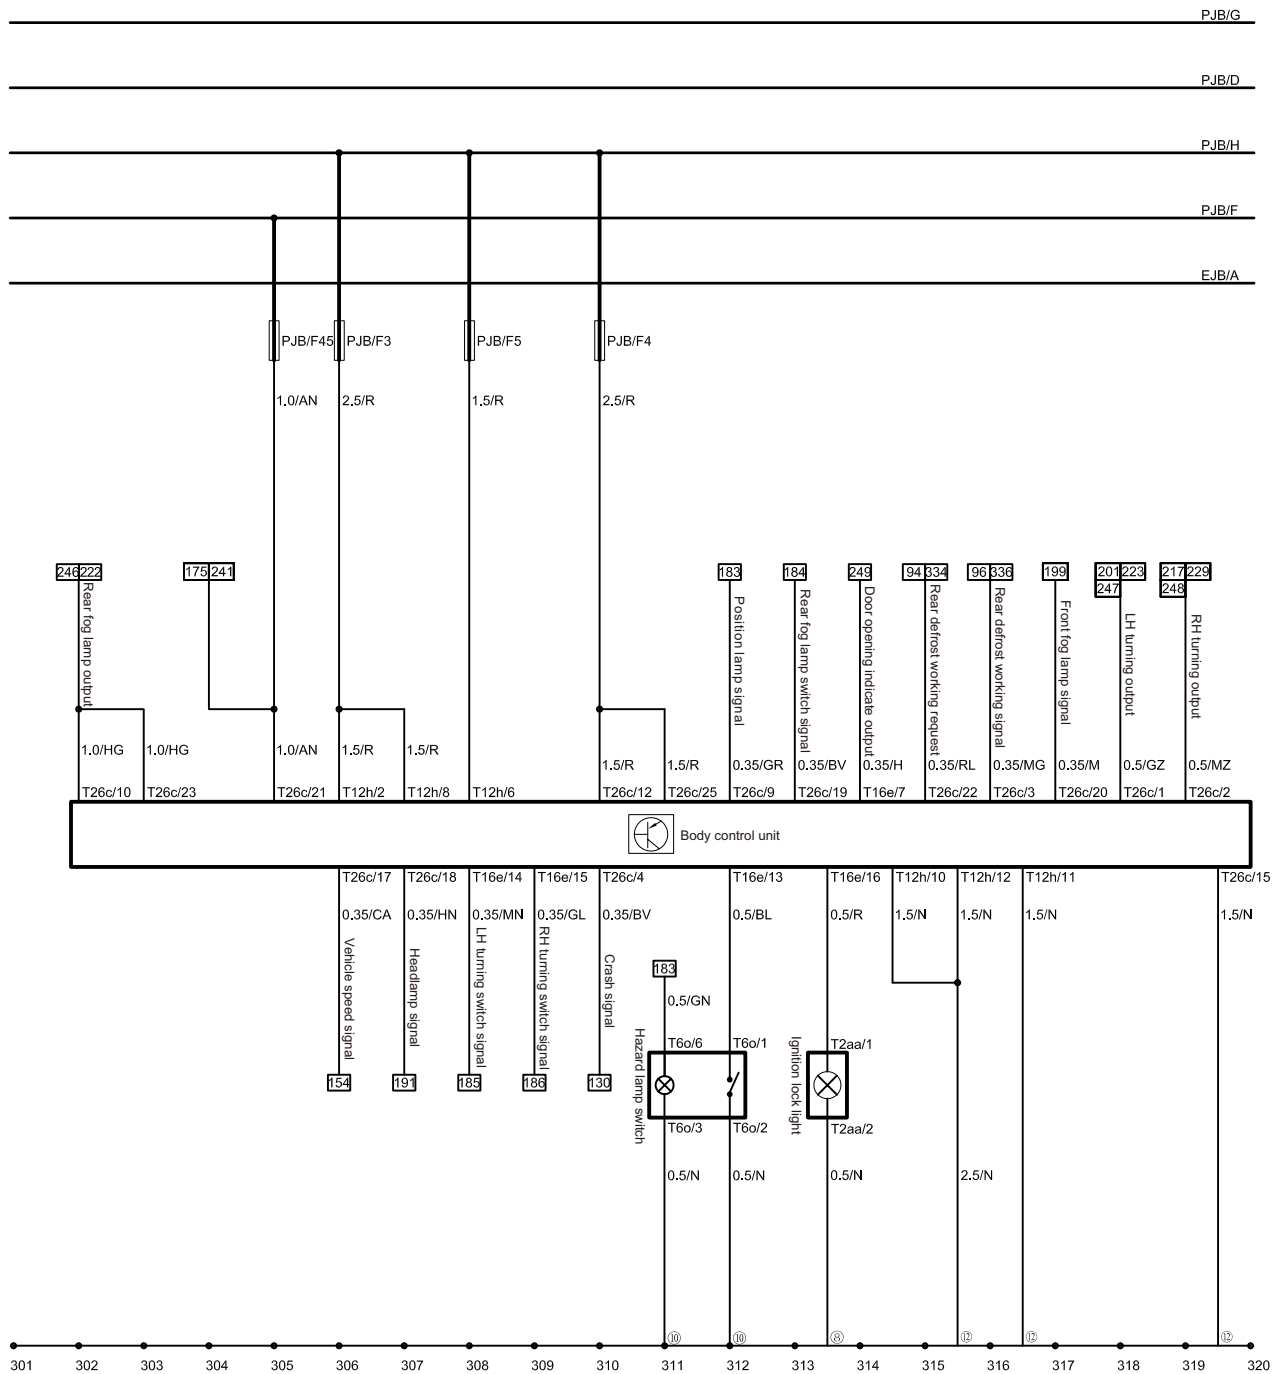 PJB/G
PJB/D
PJB/H
PJB/F
EJB/A
PJB/F45 PJB/F3 PJB/F5 PJB/F4
1.0/AN 2.5/R 1.5/R 2.5/R
246 222 175 241 183 184 249 94 334 96 336 199 201 223 217 229
247 248
Rear fog lamp output
Position lamp signal
Rear fog lamp switch signal
Door opening indicate output
Rear defrost working request
Rear defrost working signal
Front fog lamp signal
LH turning output
RH turning output
1.0/HG 1.0/HG 1.0/AN 1.5/R 1.5/R 1.5/R 1.5/R 0.35/GR 0.35/BV 0.35/H 0.35/RL 0.35/MG 0.35/M 0.5/GZ 0.5/MZ
T26c/10 T26c/23 T26c/21 T12h/2 T12h/8 T12h/6 T26c/12 T26c/25 T26c/9 T26c/19 T16e/7 T26c/22 T26c/3 T26c/20 T26c/1 T26c/2
Body control unit
T26c/17 T26c/18 T16e/14 T16e/15 T26c/4 T16e/13 T16e/16 T12h/10 T12h/12 T12h/11 T26c/15
0.35/CA 0.35/HN 0.35/MN 0.35/GL 0.35/BV 0.5/BL 0.5/R 1.5/N 1.5/N 1.5/N 1.5/N
Vehicle speed signal
Headlamp signal
LH turning switch signal
RH turning switch signal
Crash signal
183
0.5/GN
Hazard lamp switch
T6o/6 T6o/1
Ignition lock light
T2aa/1
154 191 185 186 130
T6o/3 T6o/2 T2aa/2
0.5/N 0.5/N 0.5/N 2.5/N
⑩ ⑩ ⑧ ⑫ ⑫ ⑫
301 302 303 304 305 306 307 308 309 310 311 312 313 314 315 316 317 318 319 320